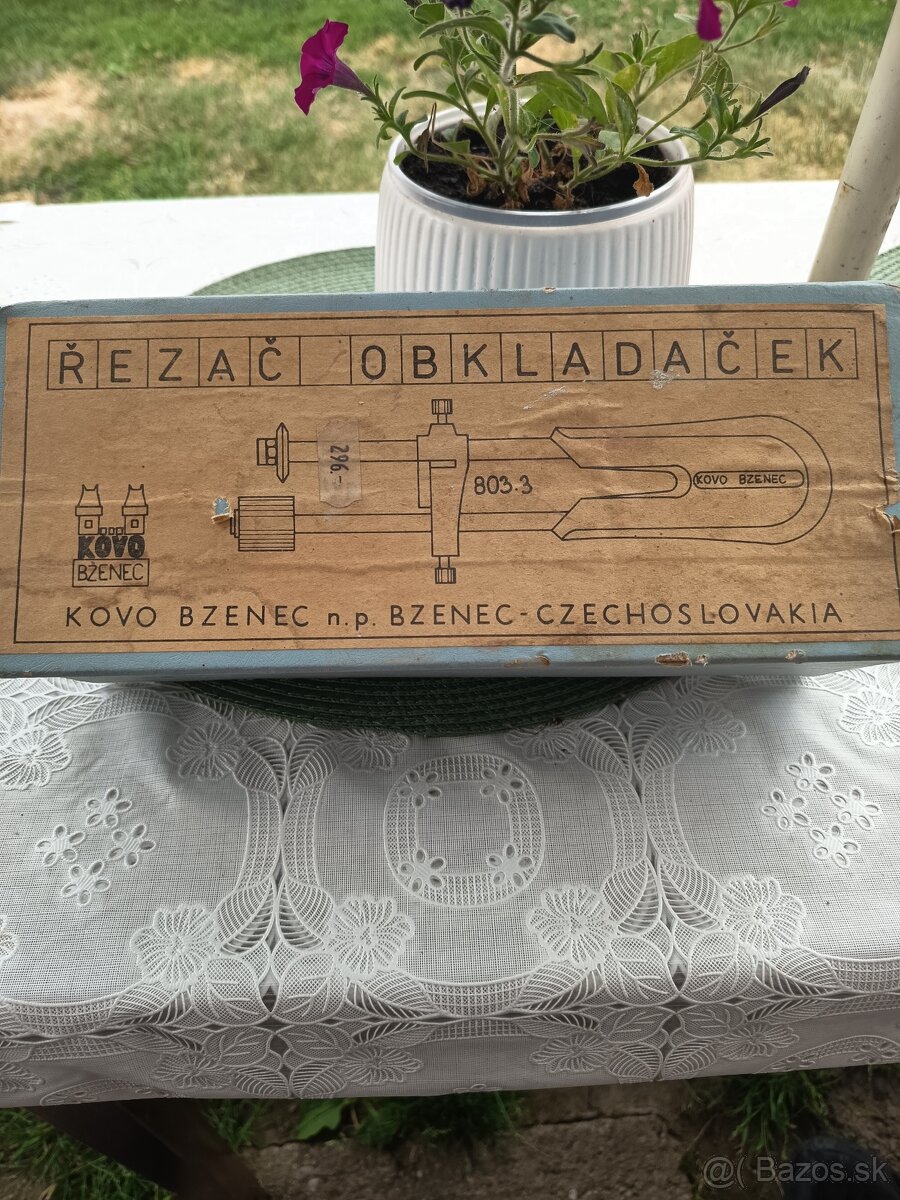 ŘEZAČ OBKLADAČEK
296.-
803.3
KOVO BZENEC
KOVO
BZENEC
KOVO BZENEC n.p. BZENEC-CZECHOSLOVAKIA
@( Bazos.sk